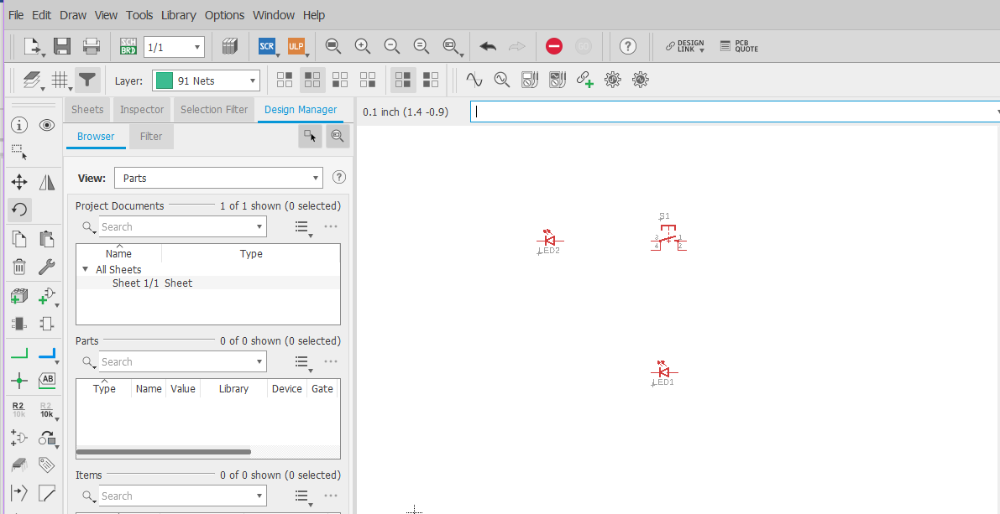 File Edit Draw View Tools Library Options Window Help
SCH BRD 1/1 SCR ULP GO ? DESIGN LINK PCB QUOTE
Layer: 91 Nets
Sheets Inspector Selection Filter Design Manager
0.1 inch (1.4 -0.9)
Browser Filter
View: Parts ?
Project Documents 1 of 1 shown (0 selected)
Search
Name Type
All Sheets
Sheet 1/1 Sheet
Parts 0 of 0 shown (0 selected)
Search
Type Name Value Library Device Gate
Items 0 of 0 shown (0 selected)
Search
AB
R2 10k
R2 10k
S1
3 1
4 2
LED2
LED1